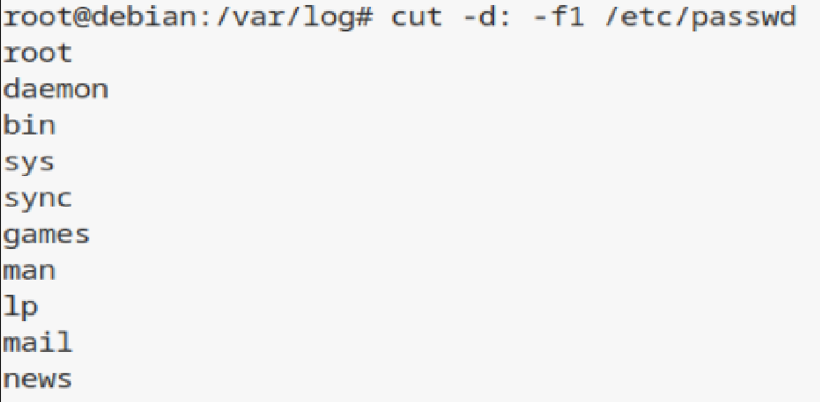 root@debian:/var/log# cut -d: -f1 /etc/passwd
root
daemon
bin
sys
sync
games
man
lp
mail
news